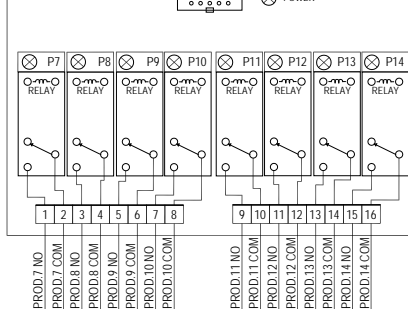 P7 P8 P9 P10 P11 P12 P13 P14
RELAY RELAY RELAY RELAY RELAY RELAY RELAY RELAY
1 2 3 4 5 6 7 8 9 10 11 12 13 14 15 16
PROD.7 NO
PROD.7 COM
PROD.8 NO
PROD.8 COM
PROD.9 NO
PROD.9 COM
PROD.10 NO
PROD.10 COM
PROD.11 NO
PROD.11 COM
PROD.12 NO
PROD.12 COM
PROD.13 NO
PROD.13 COM
PROD.14 NO
PROD.14 COM